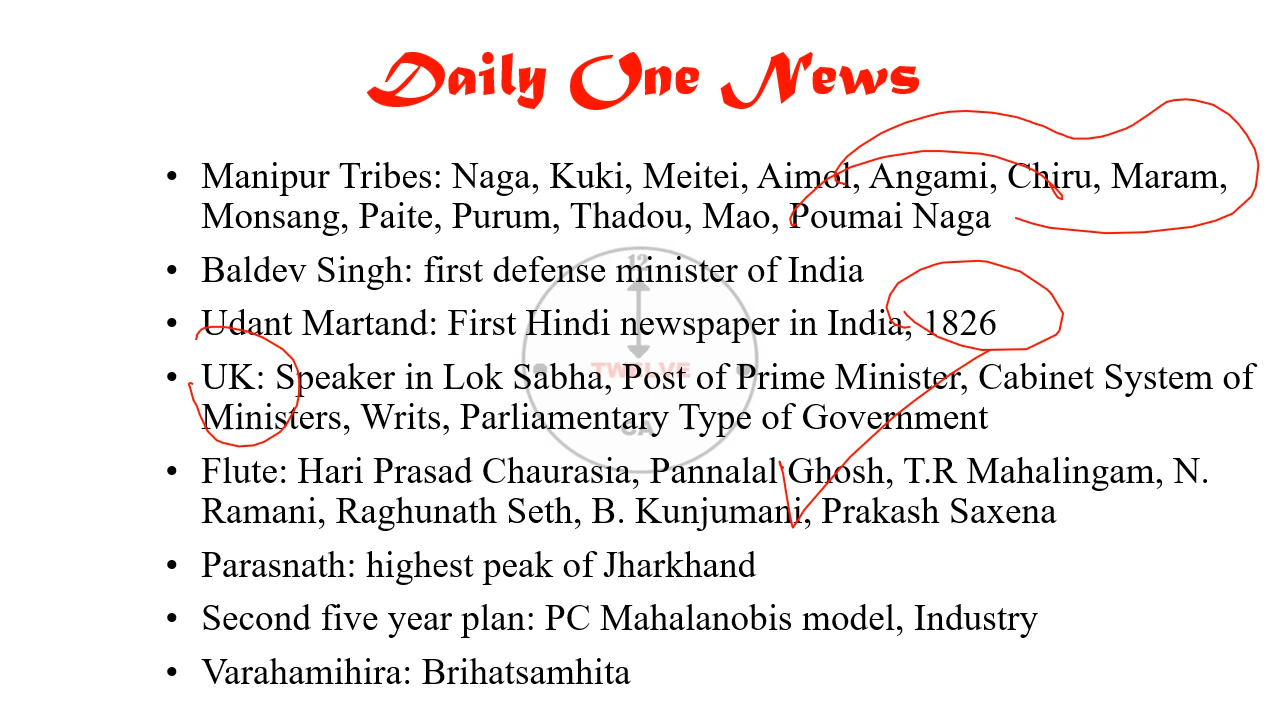 Daily One News
• Manipur Tribes: Naga, Kuki, Meitei, Aimol, Angami, Chiru, Maram,
Monsang, Paite, Purum, Thadou, Mao, Poumai Naga
• Baldev Singh: first defense minister of India
• Udant Martand: First Hindi newspaper in India, 1826
• UK: Speaker in Lok Sabha, Post of Prime Minister, Cabinet System of
Ministers, Writs, Parliamentary Type of Government
• Flute: Hari Prasad Chaurasia, Pannalal Ghosh, T.R Mahalingam, N.
Ramani, Raghunath Seth, B. Kunjumani, Prakash Saxena
• Parasnath: highest peak of Jharkhand
• Second five year plan: PC Mahalanobis model, Industry
• Varahamihira: Brihatsamhita
12
TWELVE
CA